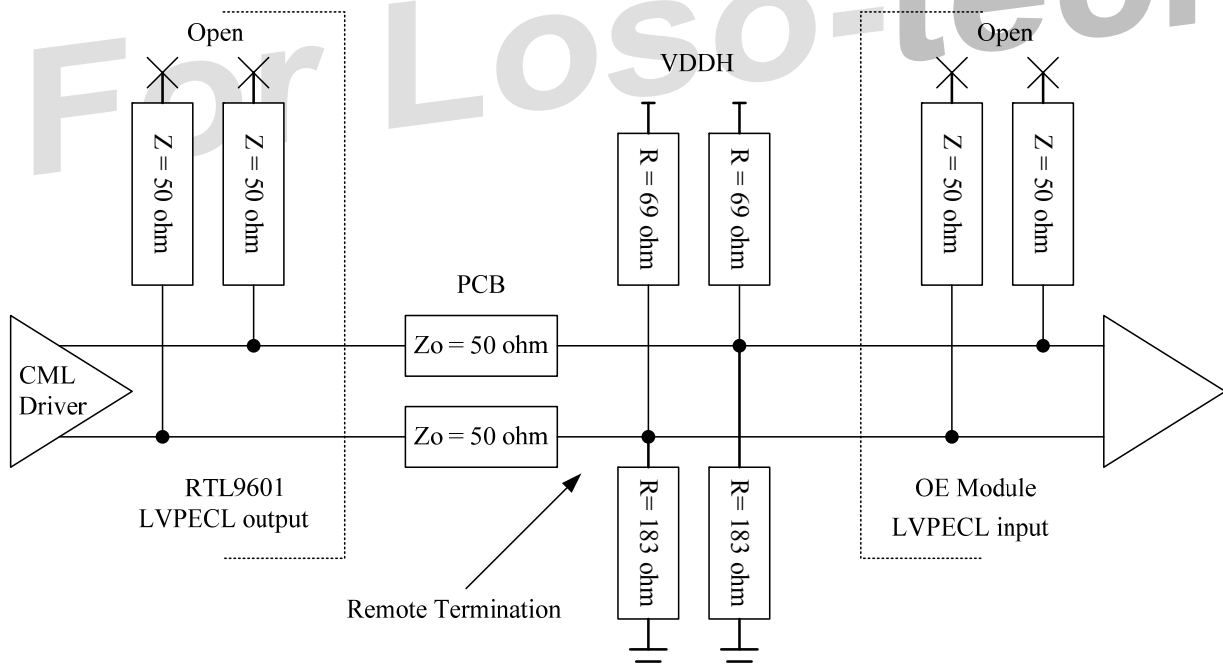 For Loso-tech
Open
Open
VDDH
Z = 50 ohm
Z = 50 ohm
R = 69 ohm
R = 69 ohm
Z = 50 ohm
Z = 50 ohm
PCB
Zo = 50 ohm
Zo = 50 ohm
CML
Driver
RTL9601
LVPECL output
R= 183 ohm
R= 183 ohm
OE Module
LVPECL input
Remote Termination